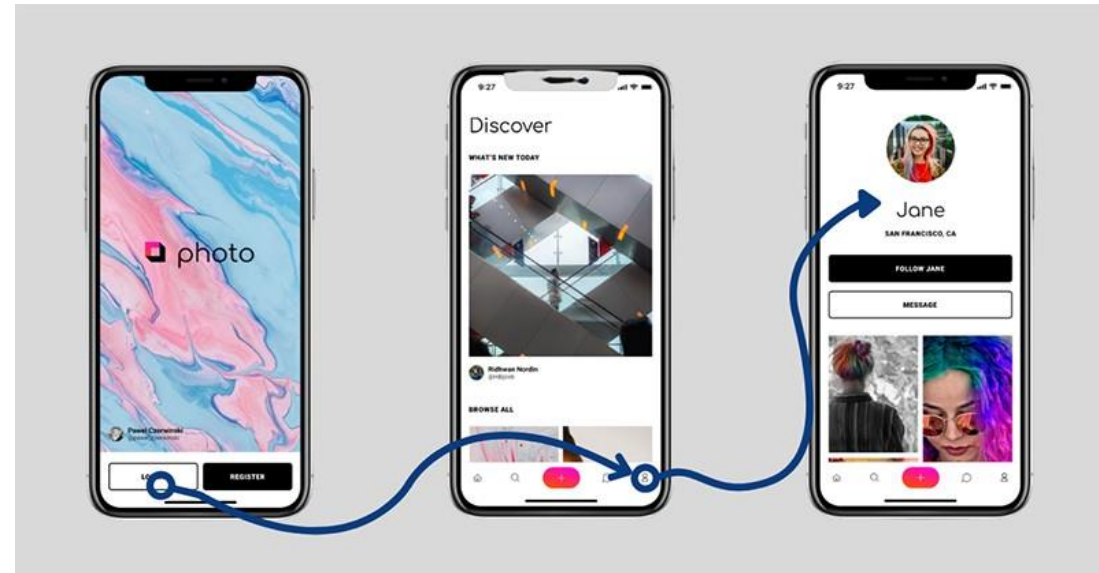 photo
Pawel Czerwinski
@pawel_czerwinski
REGISTER
9:27
Discover
WHAT'S NEW TODAY
Ridhwan Nordin
BROWSE ALL
9:27
Jane
SAN FRANCISCO, CA
FOLLOW JANE
MESSAGE